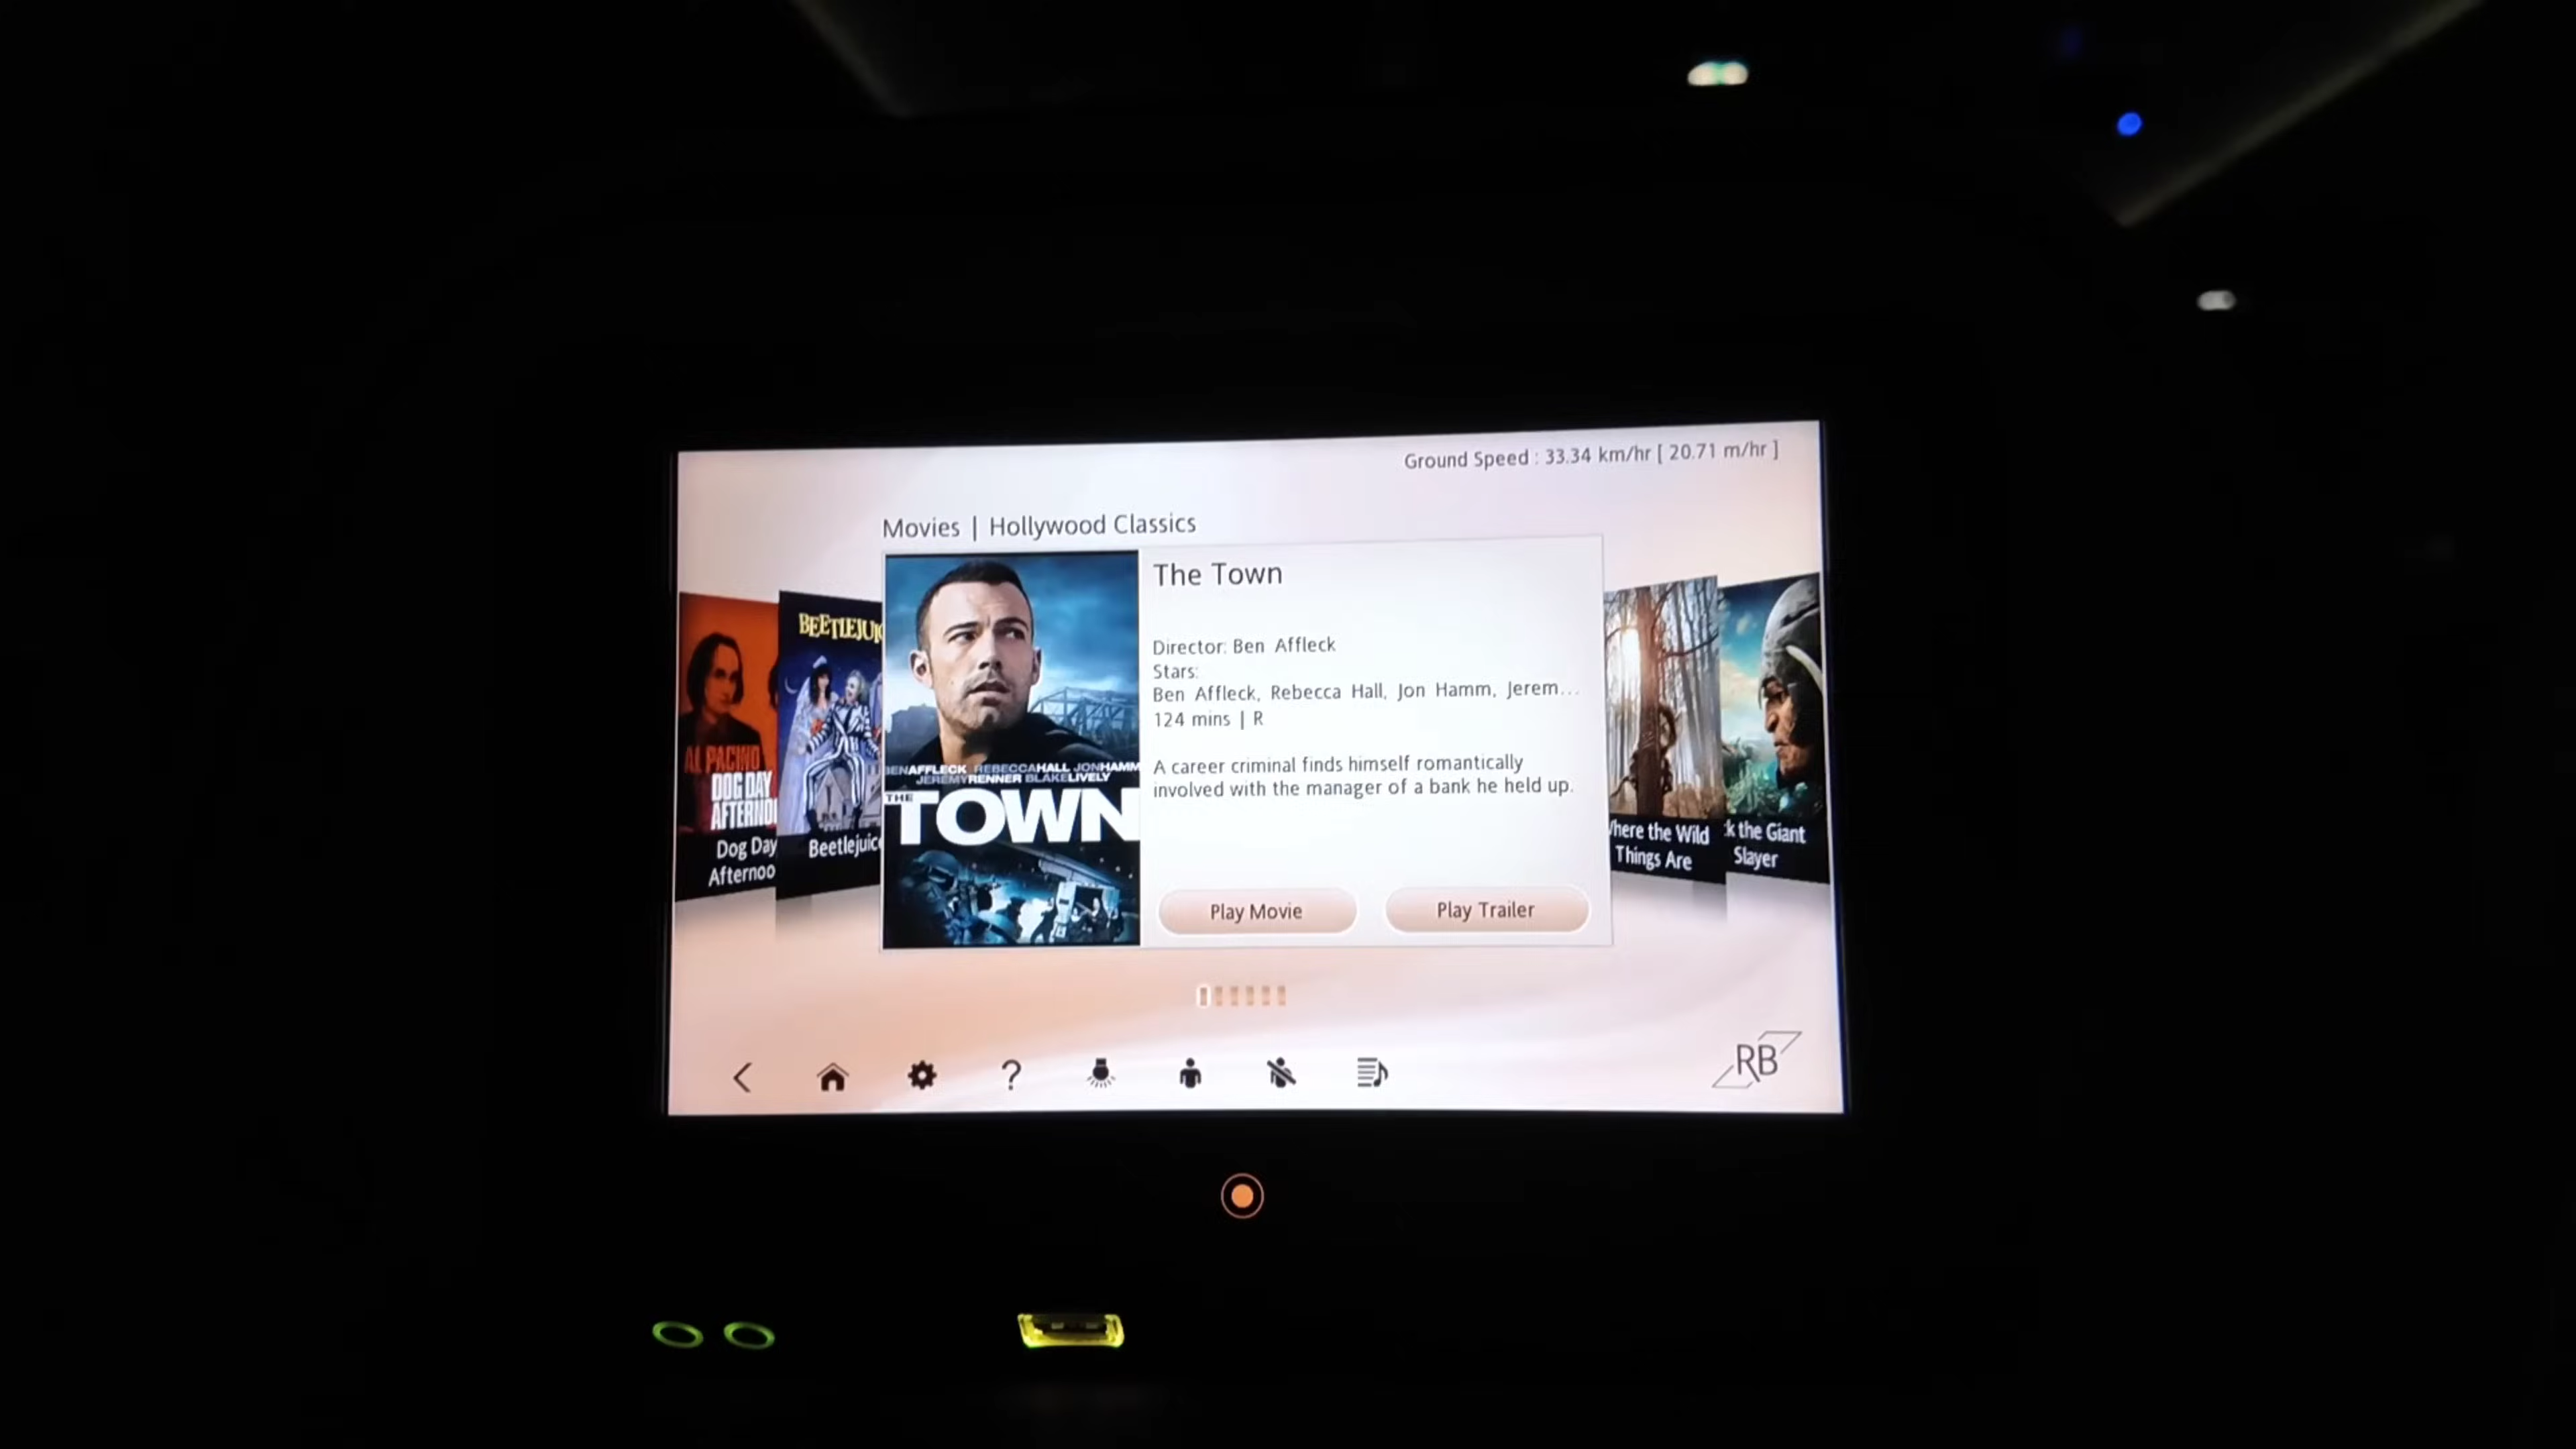 Ground Speed : 33.34 km/hr [ 20.71 m/hr ]
Movies | Hollywood Classics
The Town
Director: Ben Affleck
Stars:
Ben Affleck, Rebecca Hall, Jon Hamm, Jerem...
124 mins | R
A career criminal finds himself romantically
involved with the manager of a bank he held up.
Play Movie
Play Trailer
AL PACINO
DOG DAY
AFTERNO
Dog Day
Afternoo
BEETLEJUIC
Beetlejuice
BENAFFLECK REBECCAHALL JONHAMM
JEREMYRENNER BLAKELIVELY
THE
TOWN
here the Wild
Things Are
k the Giant
Slayer
?
RB